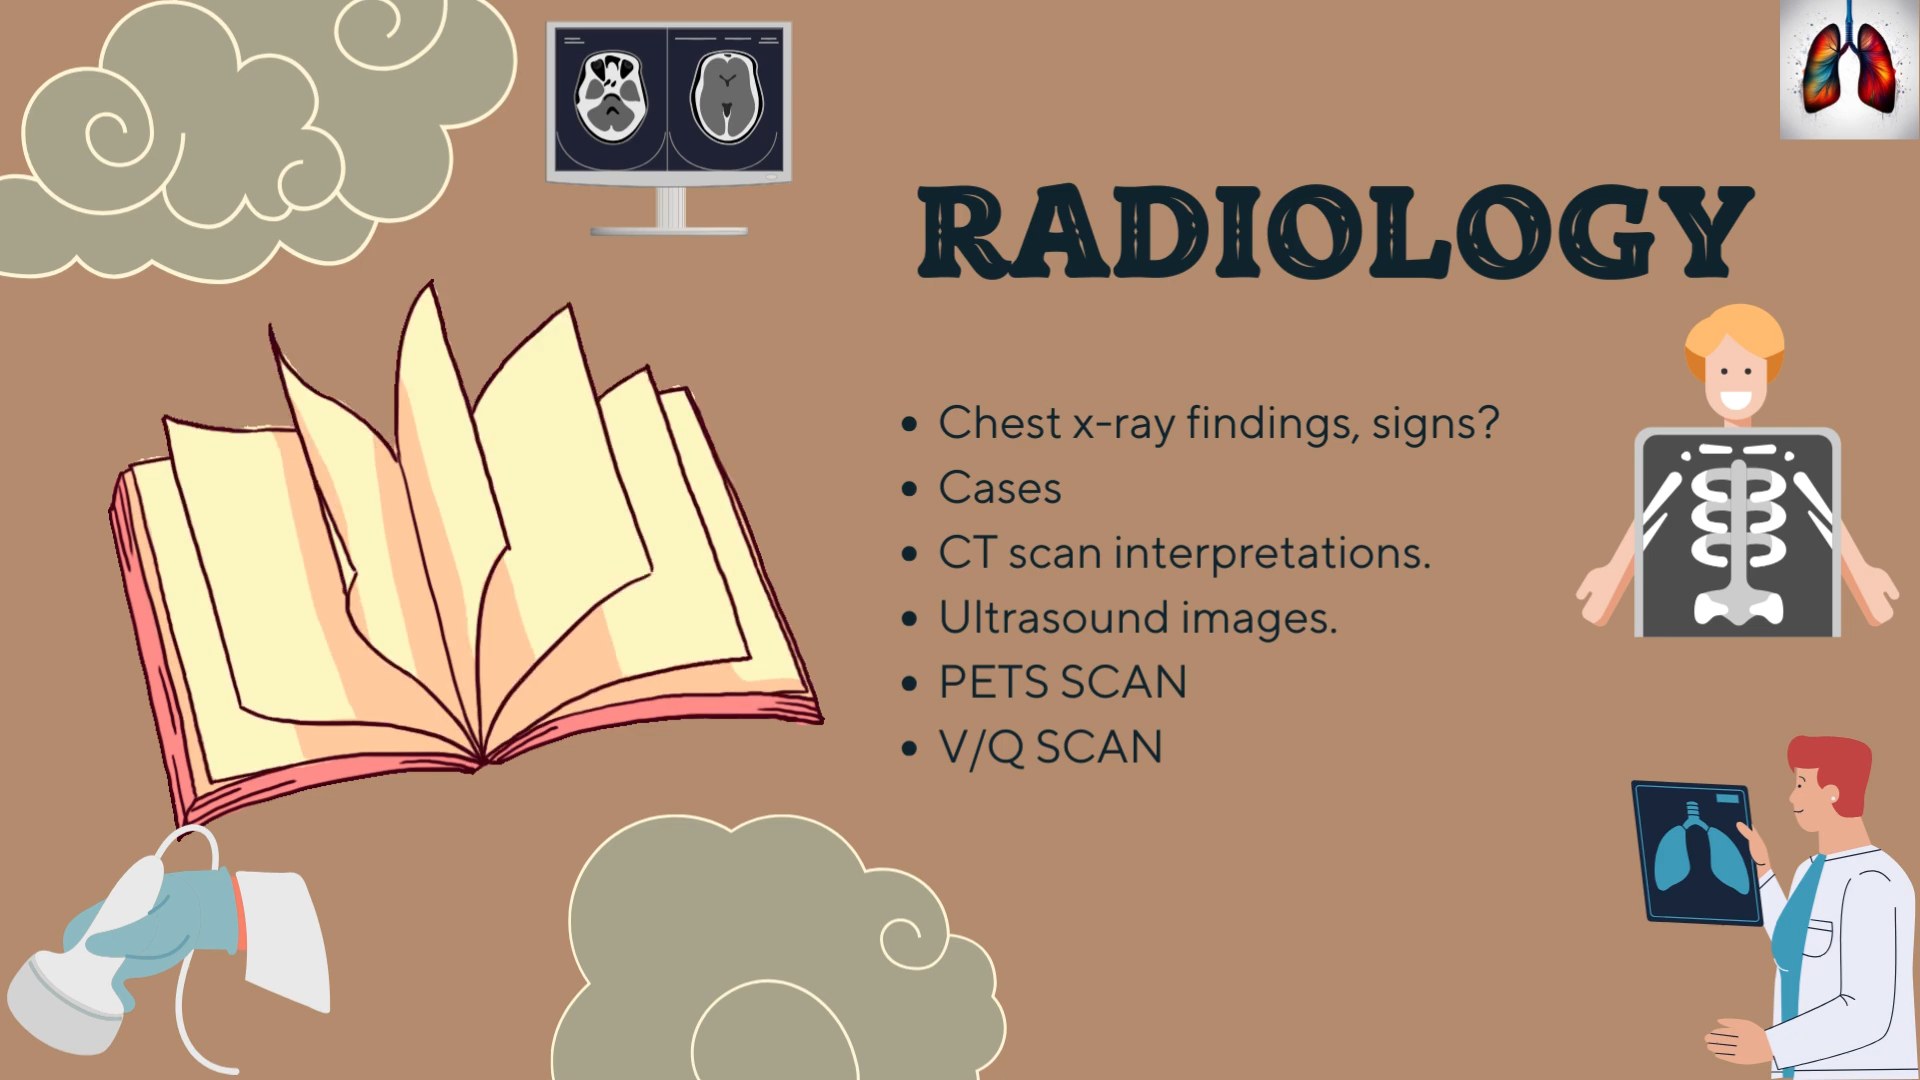 RADIOLOGY
• Chest x-ray findings, signs?
• Cases
• CT scan interpretations.
• Ultrasound images.
• PETS SCAN
• V/Q SCAN